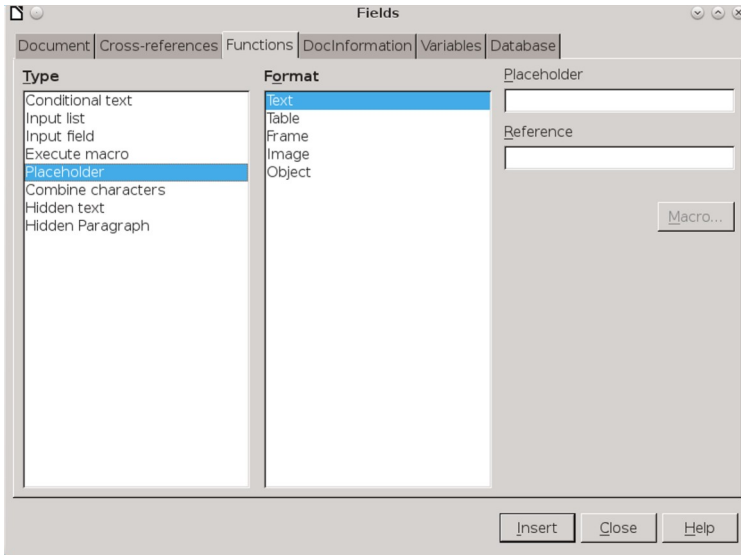 Fields
Document Cross-references Functions DocInformation Variables Database
Type
Conditional text
Input list
Input field
Execute macro
Placeholder
Combine characters
Hidden text
Hidden Paragraph
Format
Text
Table
Frame
Image
Object
Placeholder
Reference
Macro...
Insert Close Help